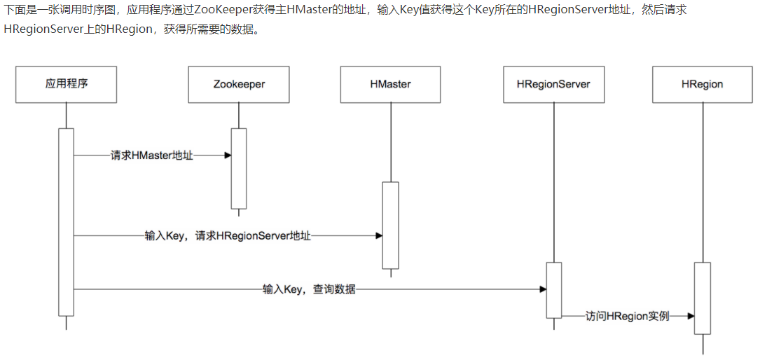 下面是一张调用时序图，应用程序通过ZooKeeper获得主HMaster的地址，输入Key值获得这个Key所在的HRegionServer地址，然后请求
HRegionServer上的HRegion，获得所需要的数据。
应用程序
Zookeeper
HMaster
HRegionServer
HRegion
请求HMaster地址
输入Key，请求HRegionServer地址
输入Key，查询数据
访问HRegion实例